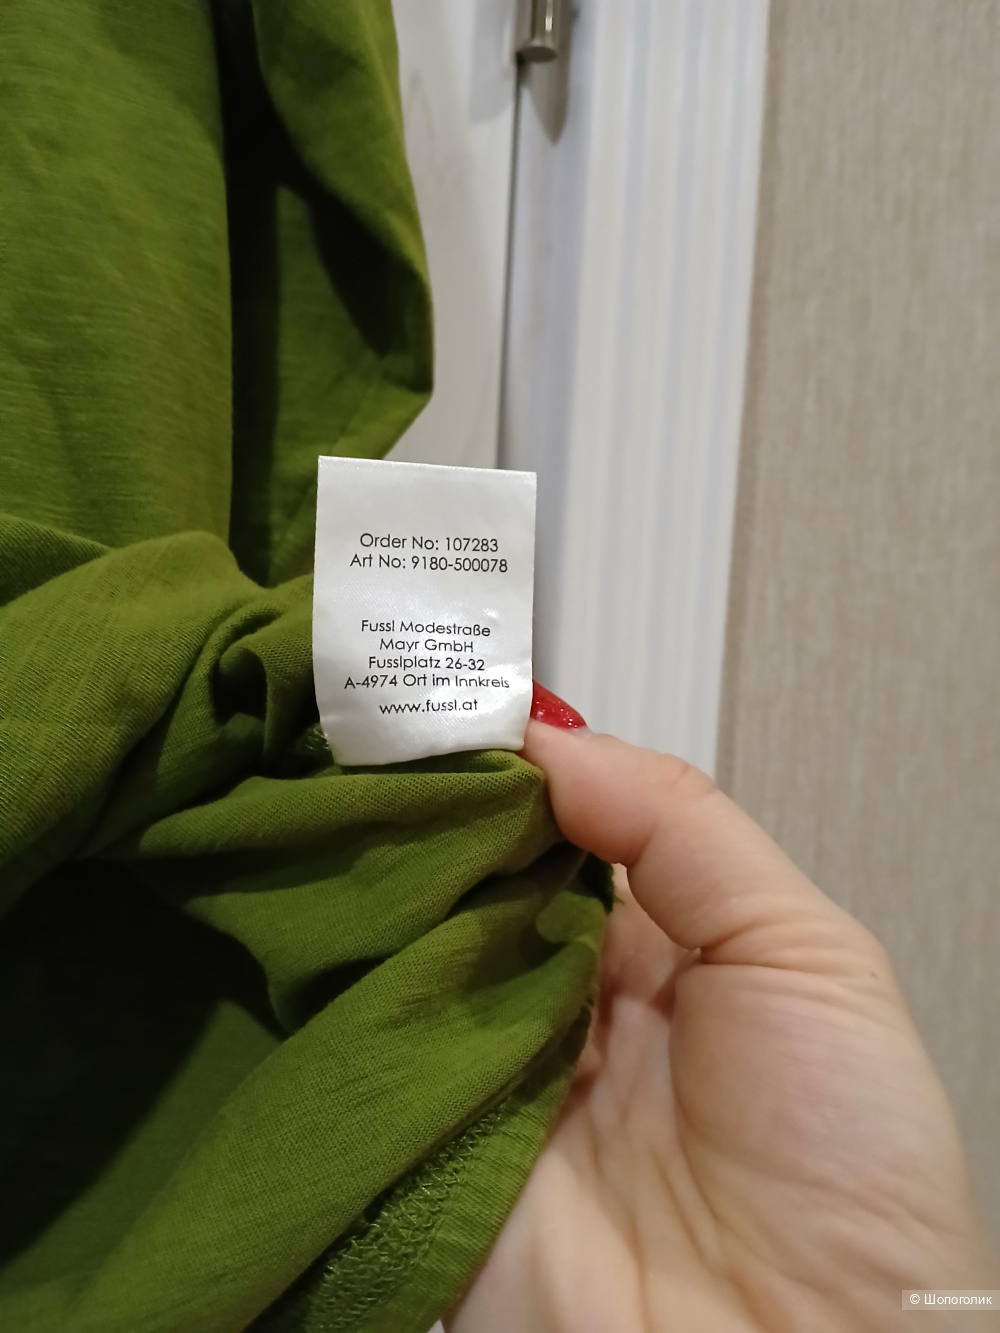 Order No: 107283
Art No: 9180-500078
Fussl Modestraße
Mayr GmbH
Fusslplatz 26-32
A-4974 Ort im Innkreis
www.fussl.at
© Шопоголик